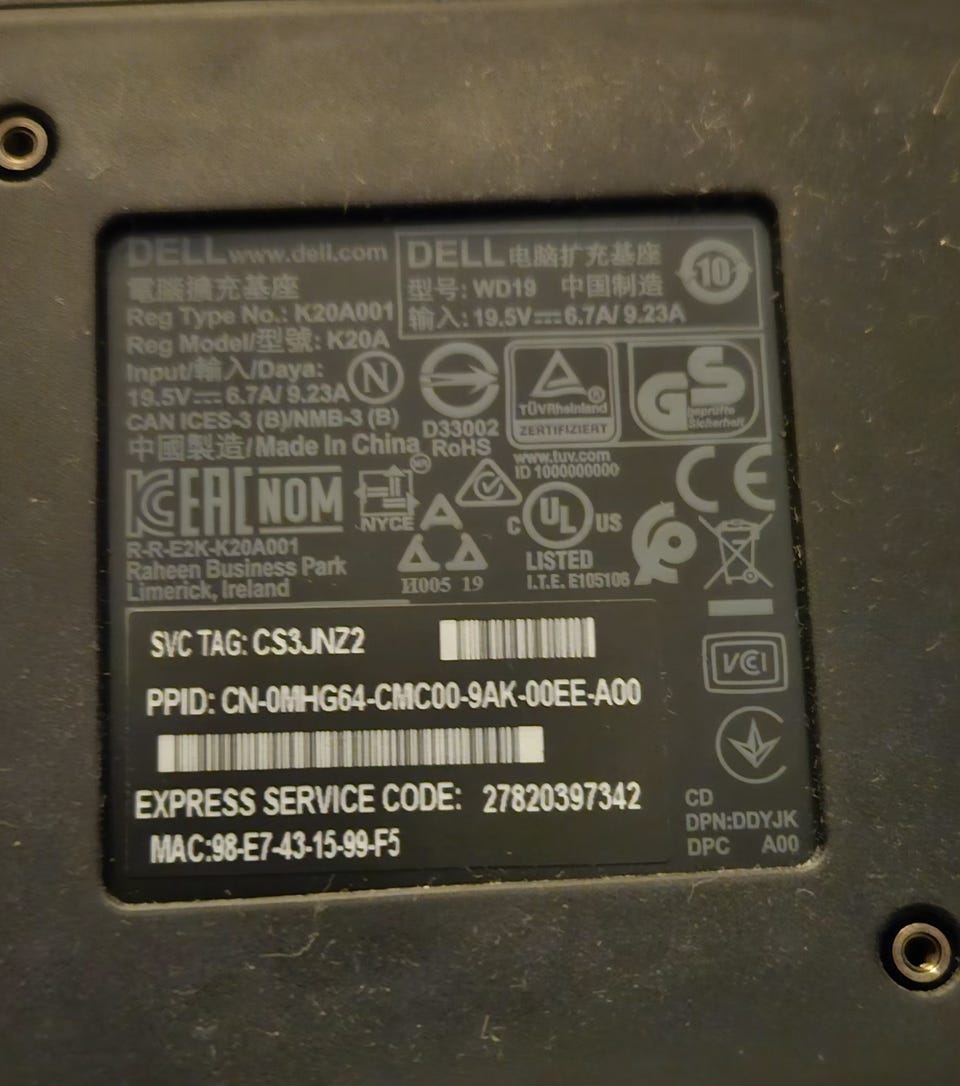 DELL www.dell.com
電腦擴充基座
Reg Type No.: K20A001
Reg Model/型號: K20A
Input/輸入/Daya:
19.5V⎓6.7A/ 9.23A
CAN ICES-3 (B)/NMB-3 (B)
中國製造/Made In China
DELL 电脑扩充基座
型号: WD19 中国制造
输入: 19.5V⎓6.7A/ 9.23A
10
N
D33002
RoHS
TÜVRheinland
ZERTIFIZIERT
GS
geprüfte
Sicherheit
www.tuv.com
ID 1000000000
KC EAC NOM
NYCE
C UL US
LISTED
I.T.E. E105106
CE
H005 19
R-R-E2K-K20A001
Raheen Business Park
Limerick, Ireland
SVC TAG: CS3JNZ2
PPID: CN-0MHG64-CMC00-9AK-00EE-A00
EXPRESS SERVICE CODE: 27820397342
MAC:98-E7-43-15-99-F5
VCCI
CD
DPN:DDYJK
DPC A00